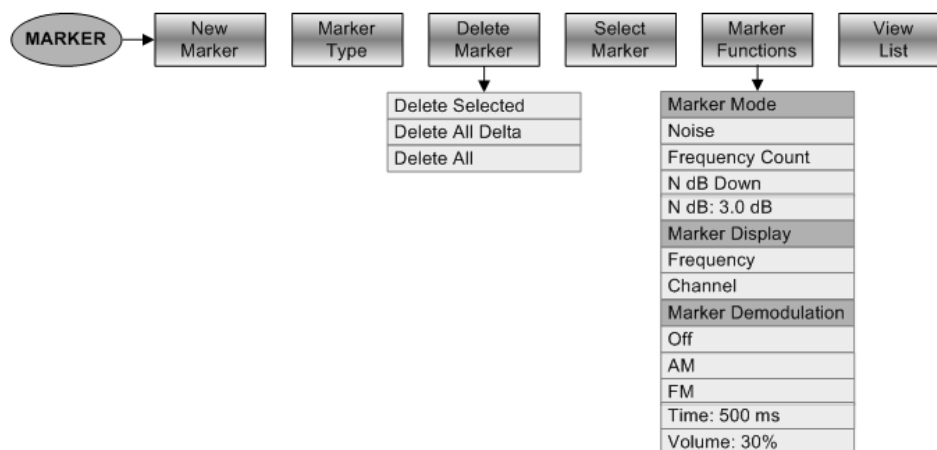 MARKER
New
Marker
Marker
Type
Delete
Marker
Select
Marker
Marker
Functions
View
List
Delete Selected
Delete All Delta
Delete All
Marker Mode
Noise
Frequency Count
N dB Down
N dB: 3.0 dB
Marker Display
Frequency
Channel
Marker Demodulation
Off
AM
FM
Time: 500 ms
Volume: 30%